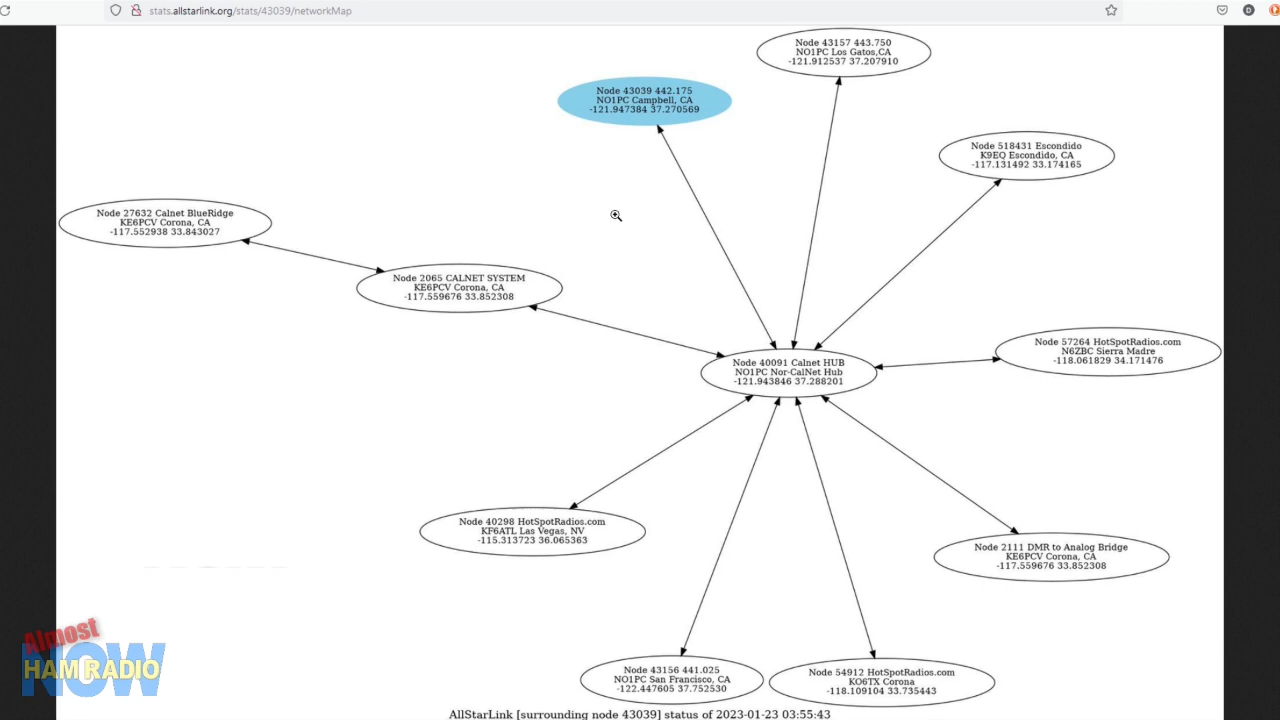 stats.allstarlink.org/stats/43039/networkMap
Node 43157 443.750
NO1PC Los Gatos,CA
-121.912537 37.207910
Node 43039 442.175
NO1PC Campbell, CA
-121.947384 37.270569
Node 518431 Escondido
K9EQ Escondido, CA
-117.131492 33.174165
Node 27632 Calnet BlueRidge
KE6PCV Corona, CA
-117.552938 33.843027
Node 2065 CALNET SYSTEM
KE6PCV Corona, CA
-117.559676 33.852308
Node 57264 HotSpotRadios.com
N6ZBC Sierra Madre
-118.061829 34.171476
Node 40091 Calnet HUB
NO1PC Nor-CalNet Hub
-121.943846 37.288201
Node 40298 HotSpotRadios.com
KF6ATL Las Vegas, NV
-115.313723 36.065363
Node 2111 DMR to Analog Bridge
KE6PCV Corona, CA
-117.559676 33.852308
Node 43156 441.025
NO1PC San Francisco, CA
-122.447605 37.752530
Node 54912 HotSpotRadios.com
KO6TX Corona
-118.109104 33.735443
Almost
NOW
HAM RADIO
AllStarLink [surrounding node 43039] status of 2023-01-23 03:55:43